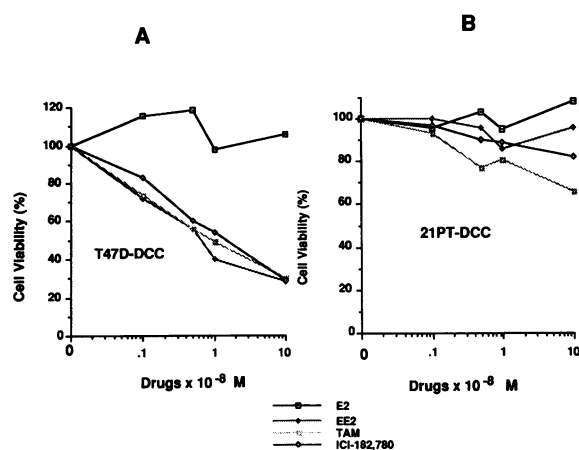 A
B
120
100
80
60
40
20
0
Cell Viability (%)
T47D-DCC
0
.1
1
10
Drugs x 10⁻⁸ M
100
80
60
40
20
0
Cell Viability (%)
21PT-DCC
0
.1
1
10
Drugs x 10⁻⁸ M
E2
EE2
TAM
ICI-182,780